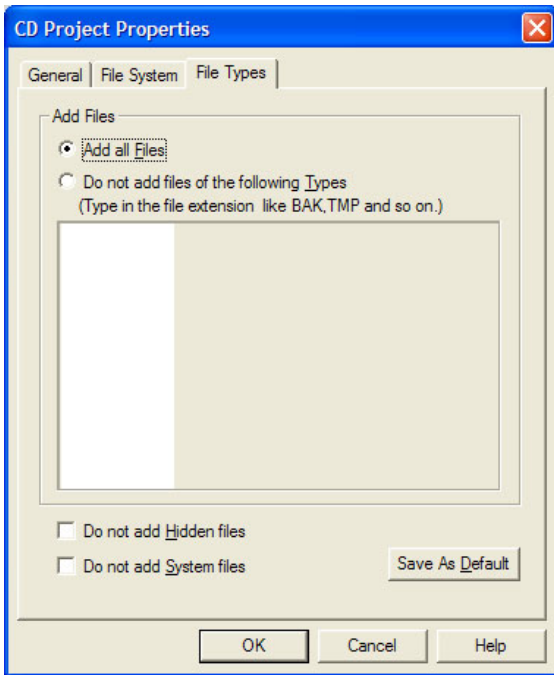 CD Project Properties
General File System File Types
Add Files
Add all Files
Do not add files of the following Types
(Type in the file extension like BAK,TMP and so on.)
Do not add Hidden files
Do not add System files
Save As Default
OK Cancel Help